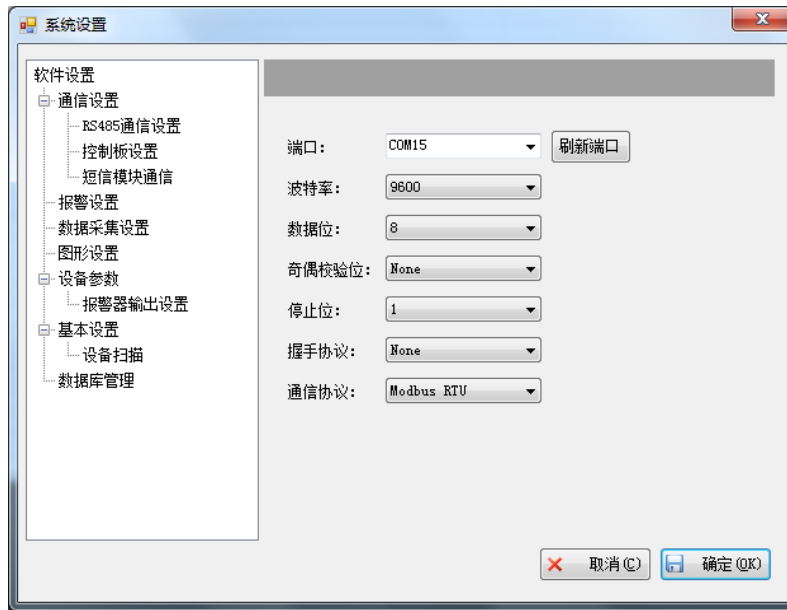 系统设置
软件设置
通信设置
RS485通信设置
控制板设置
短信模块通信
报警设置
数据采集设置
图形设置
设备参数
报警器输出设置
基本设置
设备扫描
数据库管理
端口： COM15 刷新端口
波特率： 9600
数据位： 8
奇偶校验位： None
停止位： 1
握手协议： None
通信协议： Modbus RTU
取消(C) 确定(OK)